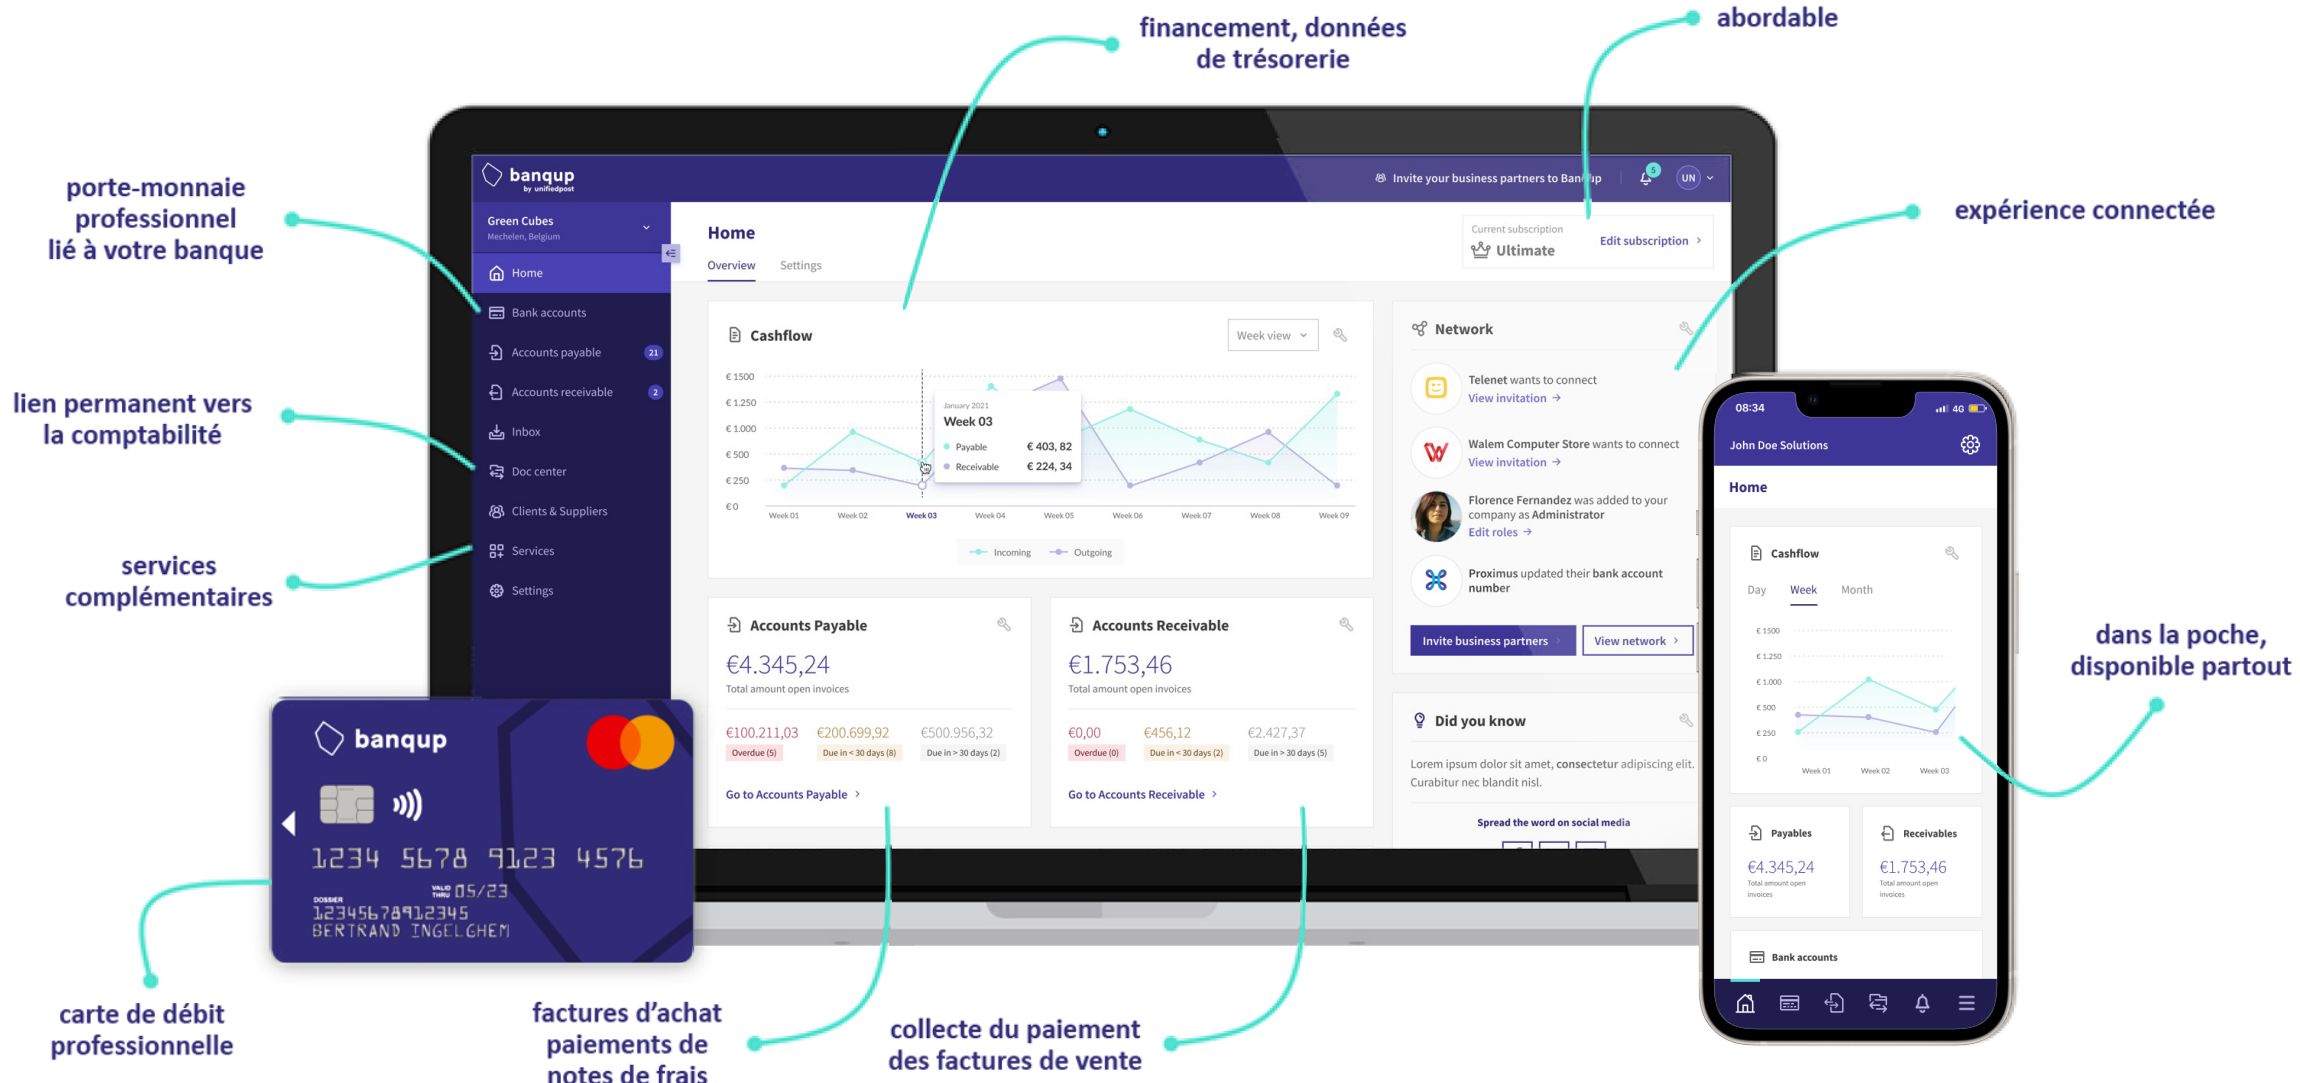 financement, données
de trésorerie
abordable
porte-monnaie
professionnel
lié à votre banque
lien permanent vers
la comptabilité
services
complémentaires
expérience connectée
dans la poche,
disponible partout
carte de débit
professionnelle
factures d’achat
paiements de
notes de frais
collecte du paiement
des factures de vente
banqup
by unifiedpost
Invite your business partners to Banqup
5
UN
Green Cubes
Mechelen, Belgium
Home
Bank accounts
Accounts payable
21
Accounts receivable
2
Inbox
Doc center
Clients & Suppliers
Services
Settings
Home
Overview Settings
Current subscription
Ultimate
Edit subscription
Cashflow
Week view
€ 1500
€ 1.250
€ 1.000
€ 500
€ 250
€ 0
January 2021
Week 03
Payable € 403, 82
Receivable € 224, 34
Week 01 Week 02 Week 03 Week 04 Week 05 Week 06 Week 07 Week 08 Week 09
Incoming Outgoing
Accounts Payable
€4.345,24
Total amount open invoices
€100.211,03 €200.699,92 €500.956,32
Overdue (5) Due in < 30 days (8) Due in > 30 days (2)
Go to Accounts Payable
Accounts Receivable
€1.753,46
Total amount open invoices
€0,00 €456,12 €2.427,37
Overdue (0) Due in < 30 days (2) Due in > 30 days (5)
Go to Accounts Receivable
Network
Telenet wants to connect
View invitation
Walem Computer Store wants to connect
View invitation
Florence Fernandez was added to your
company as Administrator
Edit roles
Proximus updated their bank account
number
Invite business partners
View network
Did you know
Lorem ipsum dolor sit amet, consectetur adipiscing elit.
Curabitur nec blandit nisl.
Spread the word on social media
banqup
1234 5678 9123 4576
VALID
THRU 05/23
DOSSIER
12345678912345
BERTRAND INGELGHEM
08:34
4G
John Doe Solutions
Home
Cashflow
Day Week Month
€ 1500
€ 1.250
€ 1.000
€ 500
€ 250
€ 0
Week 01 Week 02 Week 03
Payables
€4.345,24
Total amount open
invoices
Receivables
€1.753,46
Total amount open
invoices
Bank accounts